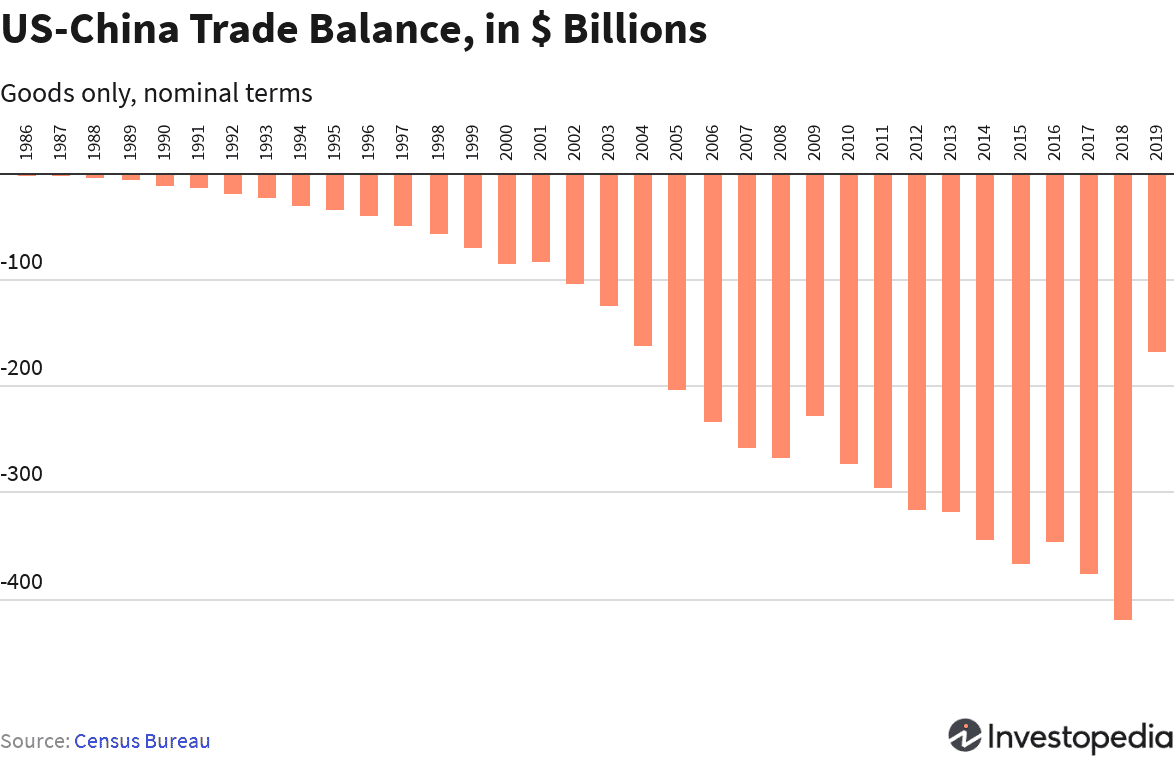 US-China Trade Balance, in $ Billions
Goods only, nominal terms
1986 1987 1988 1989 1990 1991 1992 1993 1994 1995 1996 1997 1998 1999 2000 2001 2002 2003 2004 2005 2006 2007 2008 2009 2010 2011 2012 2013 2014 2015 2016 2017 2018 2019
-100
-200
-300
-400
Source: Census Bureau
Investopedia